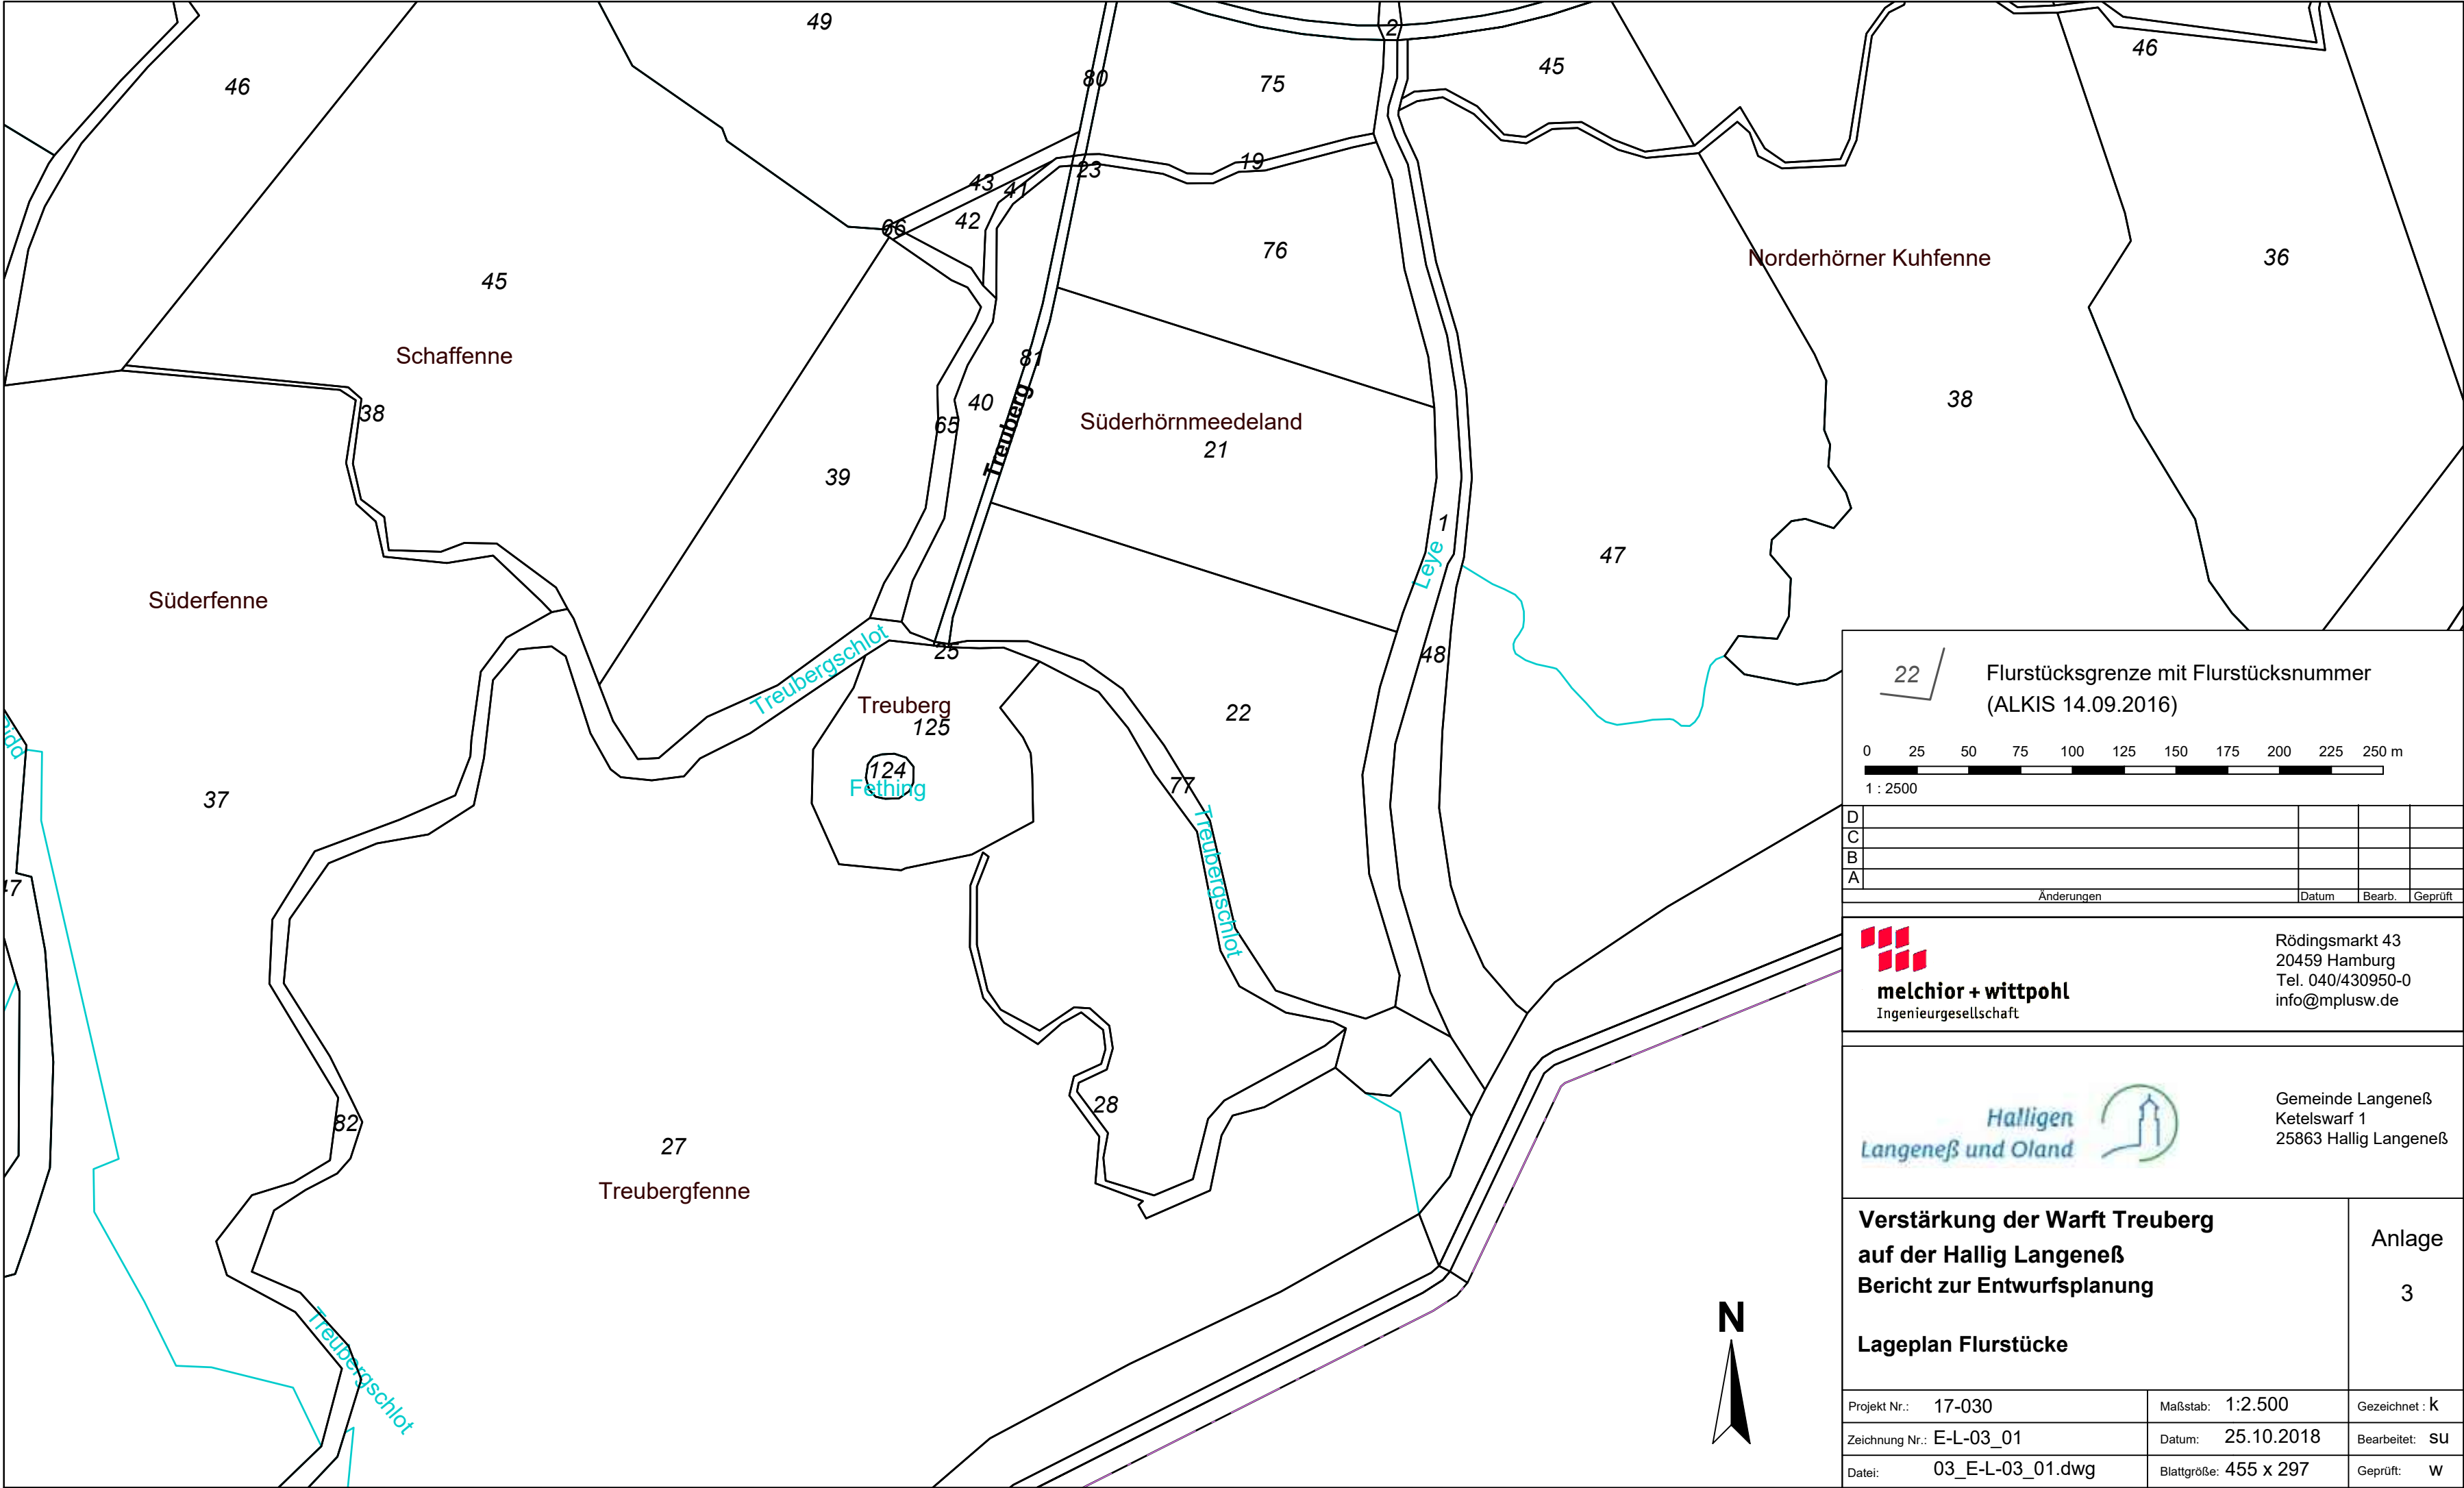 49
2
46
80
75
45
46
46
19
23
43
41
42
66
76
Norderhörner Kuhfenne
36
45
Schaffenne
81
38
40
65
Treuberg
Süderhörnmeedeland
21
38
39
1
Leye
47
Süderfenne
25
48
Treubergschlot
Treuberg
125
22
124
Fething
77
Treubergschlot
37
28
82
27
Treubergfenne
Treubergschlot
N
22
Flurstücksgrenze mit Flurstücksnummer
(ALKIS 14.09.2016)
0 25 50 75 100 125 150 175 200 225 250 m
1 : 2500
D
C
B
A
Änderungen Datum Bearb. Geprüft
melchior + wittpohl
Ingenieurgesellschaft
Rödingsmarkt 43
20459 Hamburg
Tel. 040/430950-0
info@mplusw.de
Halligen
Langeneß und Oland
Gemeinde Langeneß
Ketelswarf 1
25863 Hallig Langeneß
Verstärkung der Warft Treuberg
auf der Hallig Langeneß
Bericht zur Entwurfsplanung
Lageplan Flurstücke
Anlage
3
Projekt Nr.: 17-030 Maßstab: 1:2.500 Gezeichnet : k
Zeichnung Nr.: E-L-03_01 Datum: 25.10.2018 Bearbeitet: su
Datei: 03_E-L-03_01.dwg Blattgröße: 455 x 297 Geprüft: w